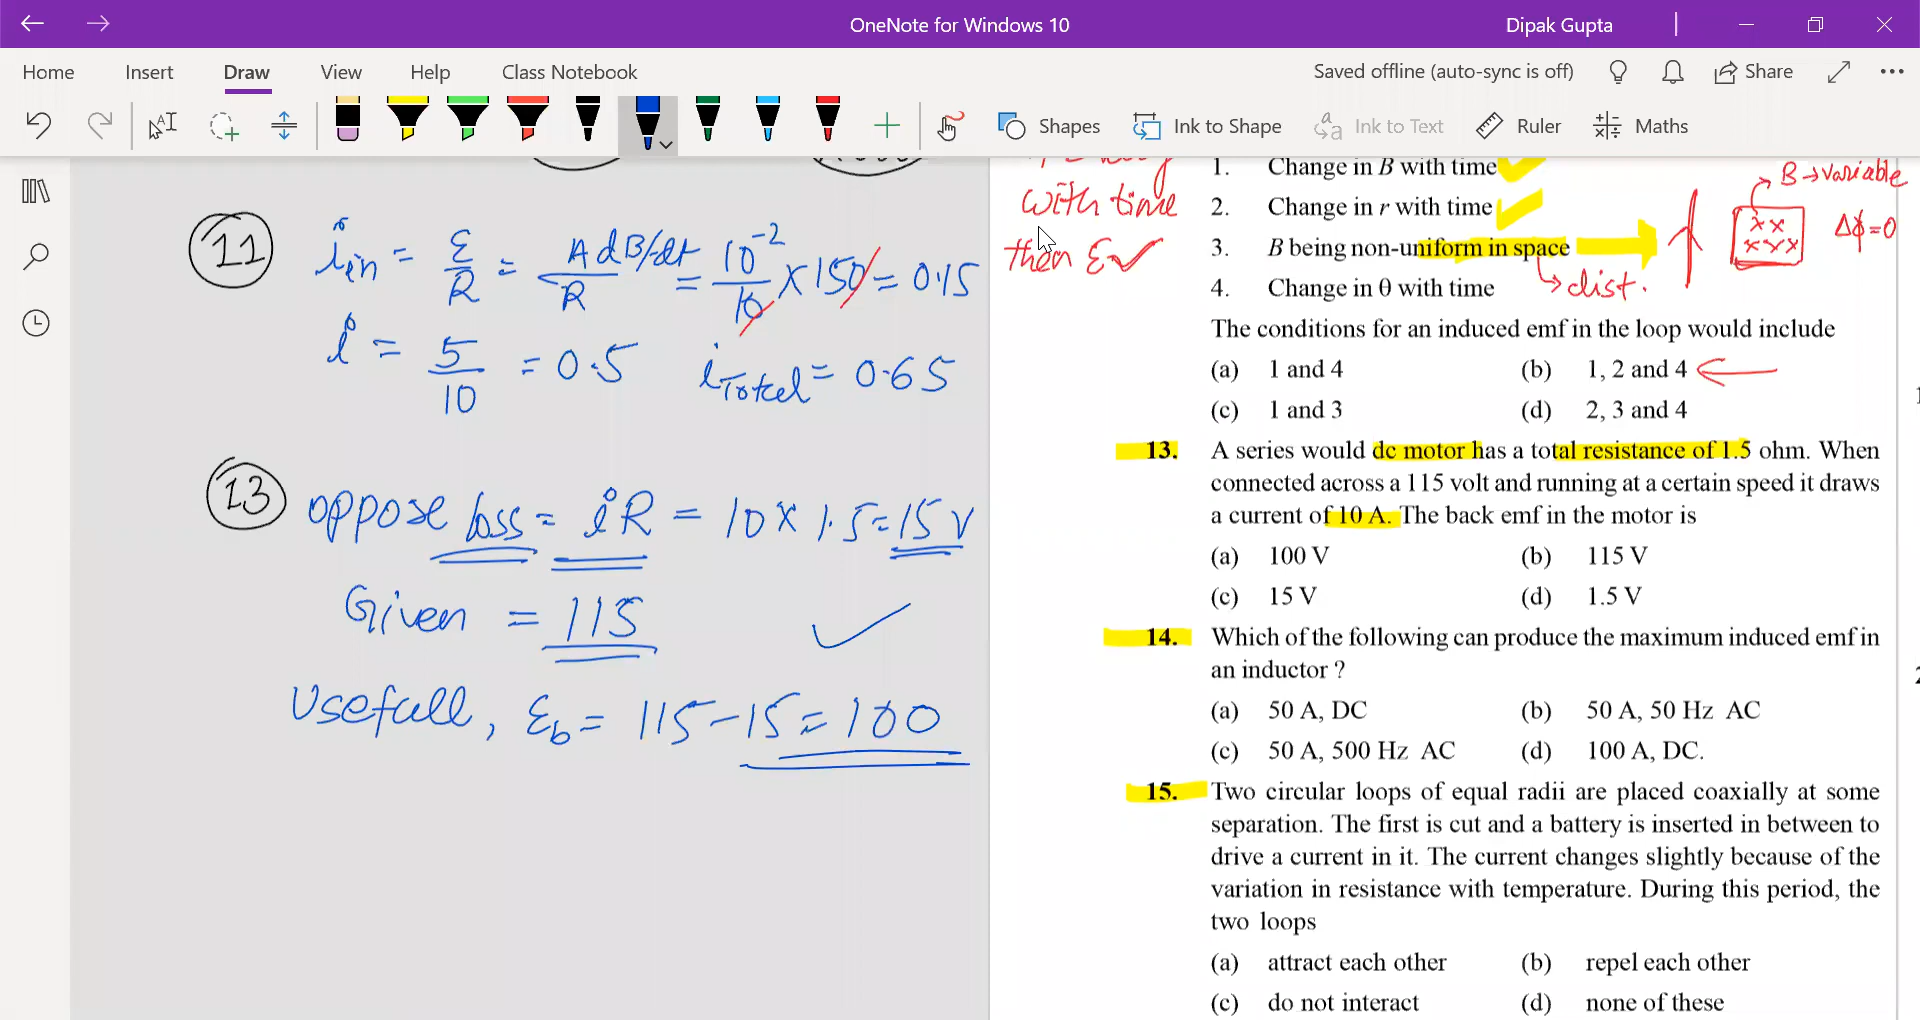 OneNote for Windows 10
Dipak Gupta
Home Insert Draw View Help Class Notebook
Saved offline (auto-sync is off) Share
Shapes Ink to Shape Ink to Text Ruler Maths
11
i in = ε/R = A dB/dt / R = 10⁻²/10 × 150 = 0.15
i = 5/10 = 0.5 i Total = 0.65
13
oppose loss = iR = 10 × 1.5 = 15 V
Given = 115
Usefull, εb = 115 - 15 = 100
with time
then ε ✓
1. Change in B with time
2. Change in r with time
3. B being non-uniform in space
4. Change in θ with time
B → variable
xx
xxx
Δϕ=0
↳ dist.
The conditions for an induced emf in the loop would include
(a) 1 and 4 (b) 1, 2 and 4
(c) 1 and 3 (d) 2, 3 and 4
13. A series would dc motor has a total resistance of 1.5 ohm. When
connected across a 115 volt and running at a certain speed it draws
a current of 10 A. The back emf in the motor is
(a) 100 V (b) 115 V
(c) 15 V (d) 1.5 V
14. Which of the following can produce the maximum induced emf in
an inductor ?
(a) 50 A, DC (b) 50 A, 50 Hz AC
(c) 50 A, 500 Hz AC (d) 100 A, DC.
15. Two circular loops of equal radii are placed coaxially at some
separation. The first is cut and a battery is inserted in between to
drive a current in it. The current changes slightly because of the
variation in resistance with temperature. During this period, the
two loops
(a) attract each other (b) repel each other
(c) do not interact (d) none of these